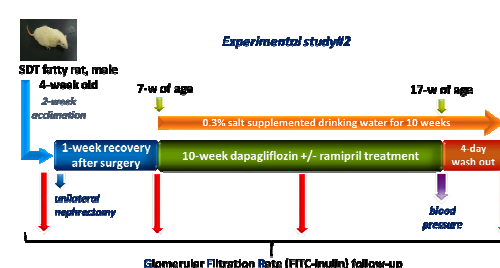 Experimental study#2
SDT fatty rat, male
4-week old
2-week
acclimation
7-w of age
17-w of age
0.3% salt supplemented drinking water for 10 weeks
1-week recovery
after surgery
10-week dapagliflozin +/- ramipril treatment
4-day
wash out
unilateral
nephrectomy
blood
pressure
Glomerular Filtration Rate (FITC-inulin) follow-up